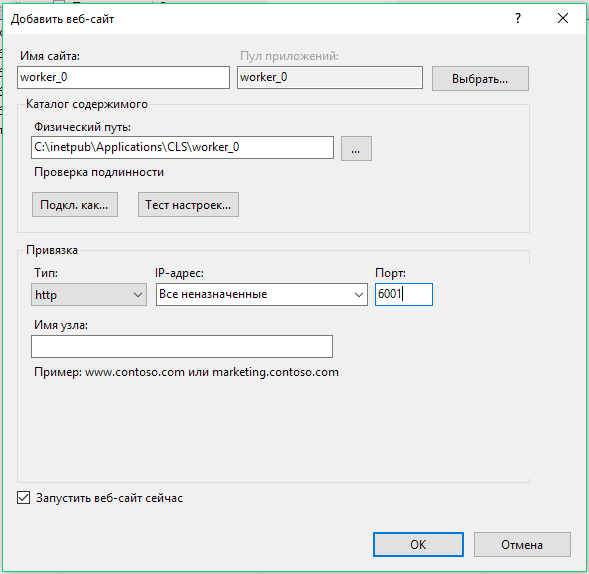 Добавить веб-сайт
?
Имя сайта: Пул приложений:
worker_0 worker_0 Выбрать...
Каталог содержимого
Физический путь:
C:\inetpub\Applications\CLS\worker_0 ...
Проверка подлинности
Подкл. как... Тест настроек...
Привязка
Тип: IP-адрес: Порт:
http Все неназначенные 6001
Имя узла:
Пример: www.contoso.com или marketing.contoso.com
Запустить веб-сайт сейчас
OK Отмена